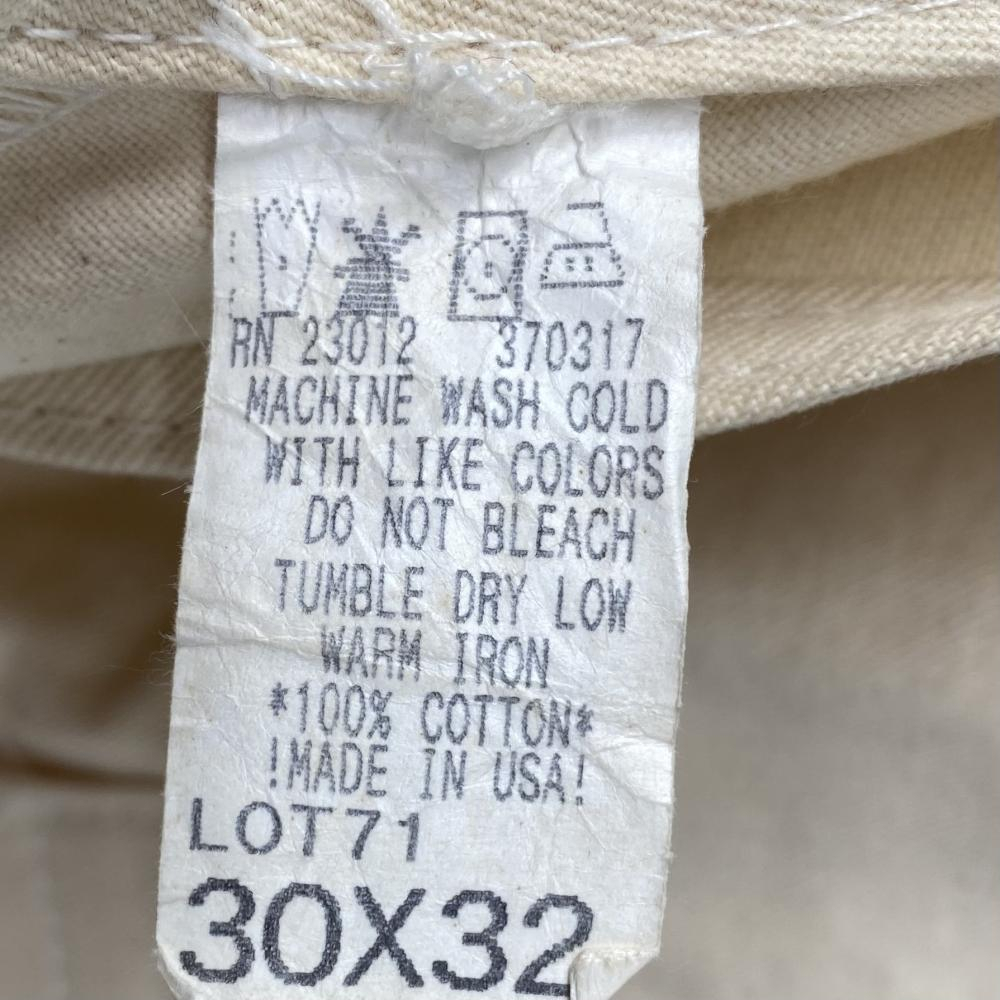 RN 23012 370317
MACHINE WASH COLD
WITH LIKE COLORS
DO NOT BLEACH
TUMBLE DRY LOW
WARM IRON
*100% COTTON*
!MADE IN USA!
LOT71
30X32